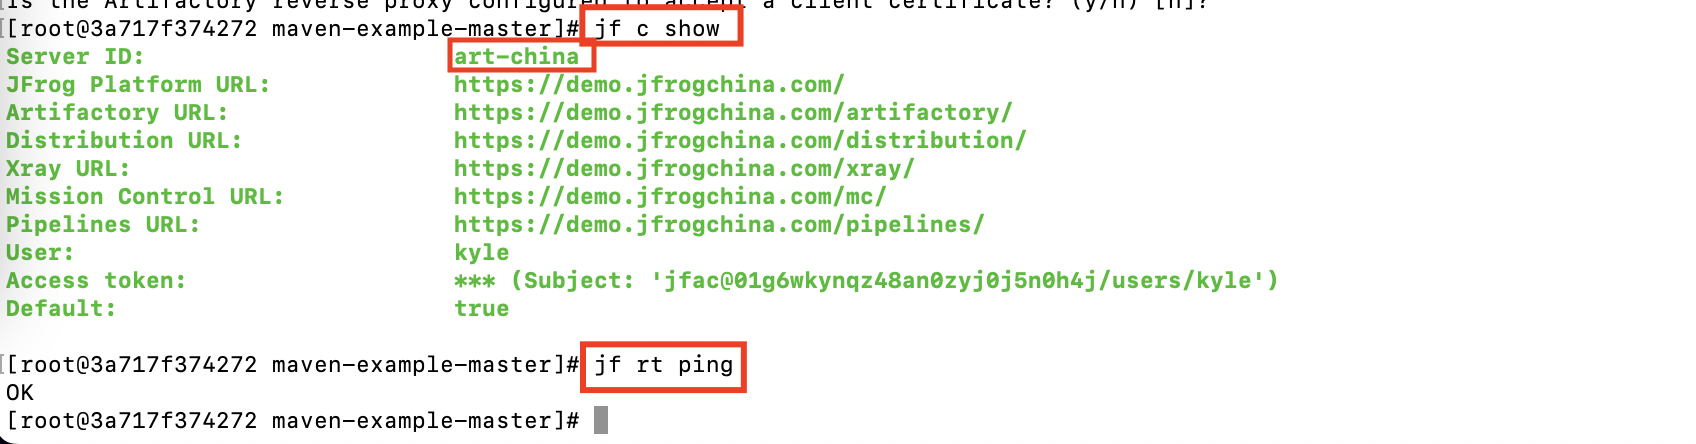 is the Artifactory reverse proxy configured to accept a client certificate? (y/n) [n]?
[root@3a717f374272 maven-example-master]# jf c show
Server ID: art-china
JFrog Platform URL: https://demo.jfrogchina.com/
Artifactory URL: https://demo.jfrogchina.com/artifactory/
Distribution URL: https://demo.jfrogchina.com/distribution/
Xray URL: https://demo.jfrogchina.com/xray/
Mission Control URL: https://demo.jfrogchina.com/mc/
Pipelines URL: https://demo.jfrogchina.com/pipelines/
User: kyle
Access token: *** (Subject: 'jfac@01g6wkynqz48an0zyj0j5n0h4j/users/kyle')
Default: true
[root@3a717f374272 maven-example-master]# jf rt ping
OK
[root@3a717f374272 maven-example-master]#